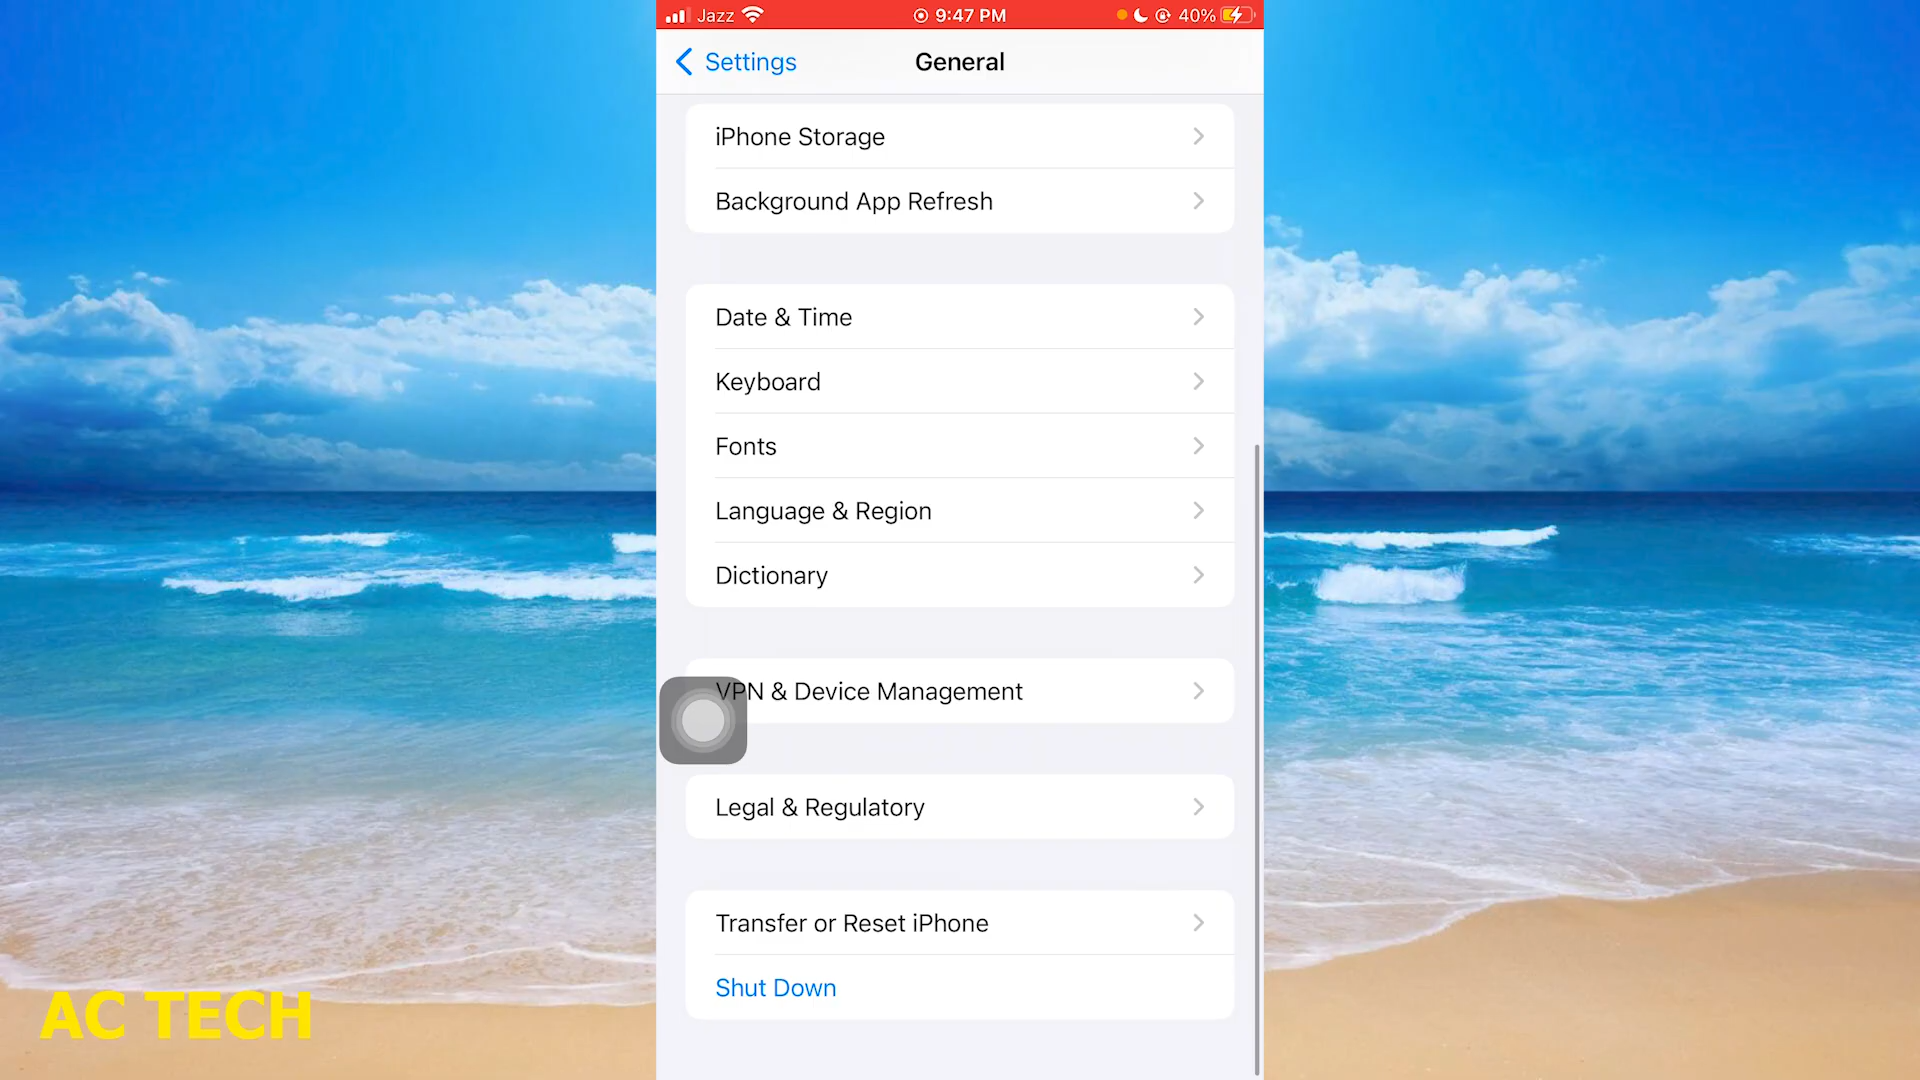 Jazz 9:47 PM 40%
Settings General
iPhone Storage
Background App Refresh
Date & Time
Keyboard
Fonts
Language & Region
Dictionary
VPN & Device Management
Legal & Regulatory
Transfer or Reset iPhone
Shut Down
AC TECH